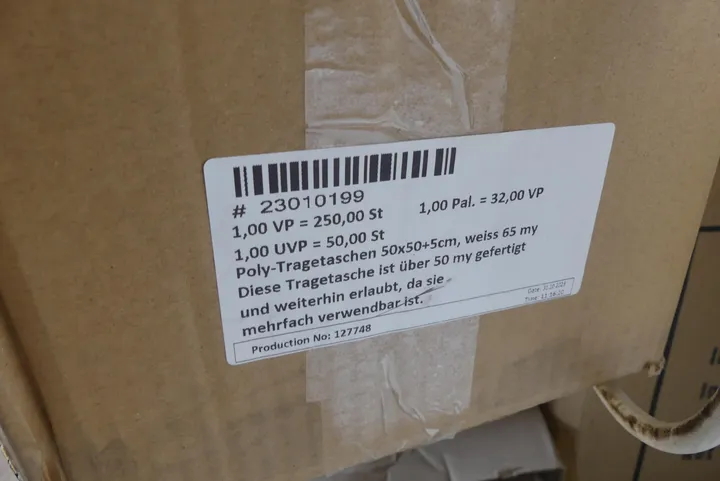 # 23010199
1,00 VP = 250,00 St 1,00 Pal. = 32,00 VP
1,00 UVP = 50,00 St
Poly-Tragetaschen 50x50+5cm, weiss 65 my
Diese Tragetasche ist über 50 my gefertigt
und weiterhin erlaubt, da sie
mehrfach verwendbar ist.
Production No: 127748
Date:
Time: